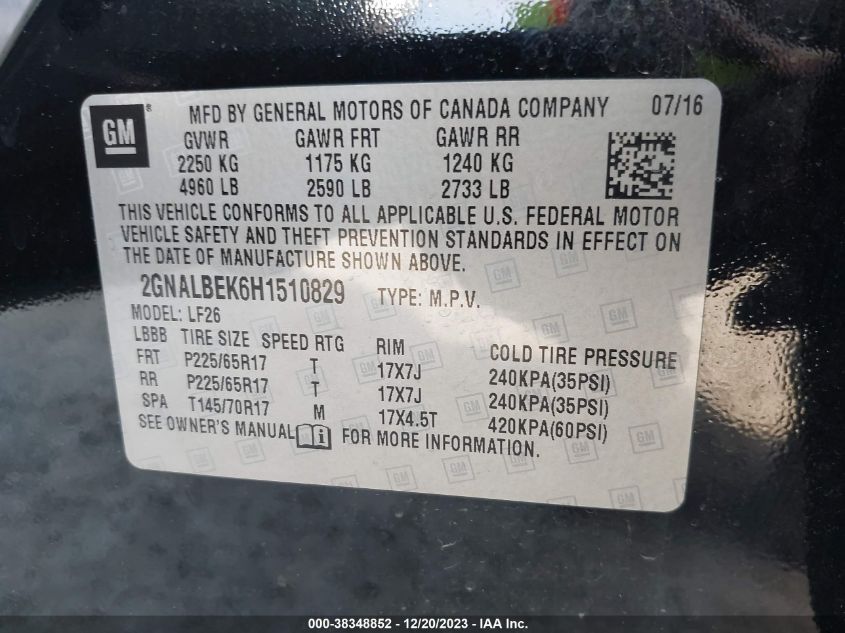 GM ® MFD BY GENERAL MOTORS OF CANADA COMPANY 07/16
GVWR GAWR FRT GAWR RR
2250 KG 1175 KG 1240 KG
4960 LB 2590 LB 2733 LB
THIS VEHICLE CONFORMS TO ALL APPLICABLE U.S. FEDERAL MOTOR
VEHICLE SAFETY AND THEFT PREVENTION STANDARDS IN EFFECT ON
THE DATE OF MANUFACTURE SHOWN ABOVE.
2GNALBEK6H1510829 TYPE: M.P.V.
MODEL: LF26
LBBB TIRE SIZE SPEED RTG RIM COLD TIRE PRESSURE
FRT P225/65R17 T 17X7J 240KPA(35PSI)
RR P225/65R17 T 17X7J 240KPA(35PSI)
SPA T145/70R17 M 17X4.5T 420KPA(60PSI)
SEE OWNER'S MANUAL FOR MORE INFORMATION.
000-38348852 - 12/20/2023 - IAA Inc.